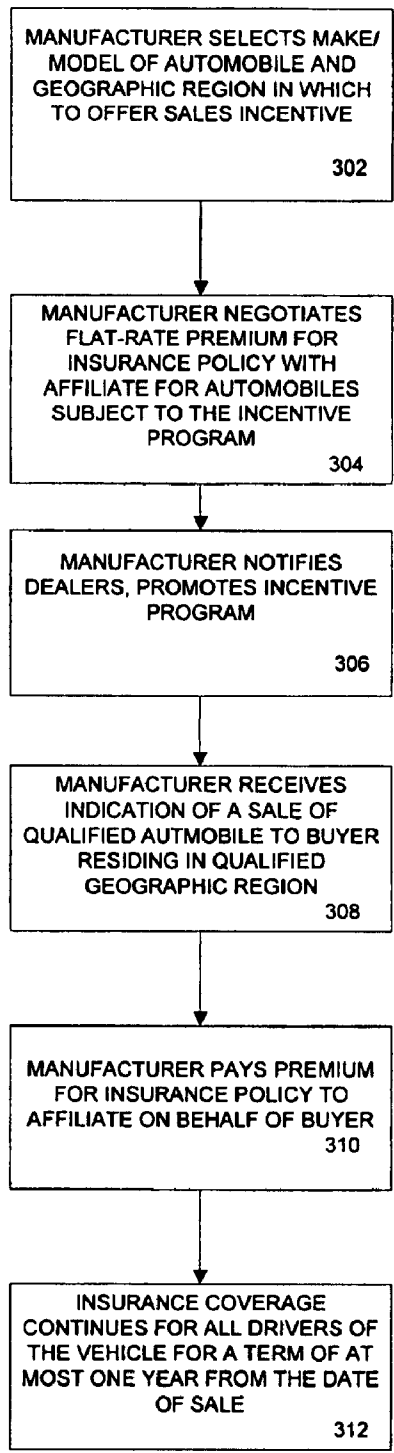 MANUFACTURER SELECTS MAKE/
MODEL OF AUTOMOBILE AND
GEOGRAPHIC REGION IN WHICH
TO OFFER SALES INCENTIVE
302
MANUFACTURER NEGOTIATES
FLAT-RATE PREMIUM FOR
INSURANCE POLICY WITH
AFFILIATE FOR AUTOMOBILES
SUBJECT TO THE INCENTIVE
PROGRAM
304
MANUFACTURER NOTIFIES
DEALERS, PROMOTES INCENTIVE
PROGRAM
306
MANUFACTURER RECEIVES
INDICATION OF A SALE OF
QUALIFIED AUTMOBILE TO BUYER
RESIDING IN QUALIFIED
GEOGRAPHIC REGION
308
MANUFACTURER PAYS PREMIUM
FOR INSURANCE POLICY TO
AFFILIATE ON BEHALF OF BUYER
310
INSURANCE COVERAGE
CONTINUES FOR ALL DRIVERS OF
THE VEHICLE FOR A TERM OF AT
MOST ONE YEAR FROM THE DATE
OF SALE
312